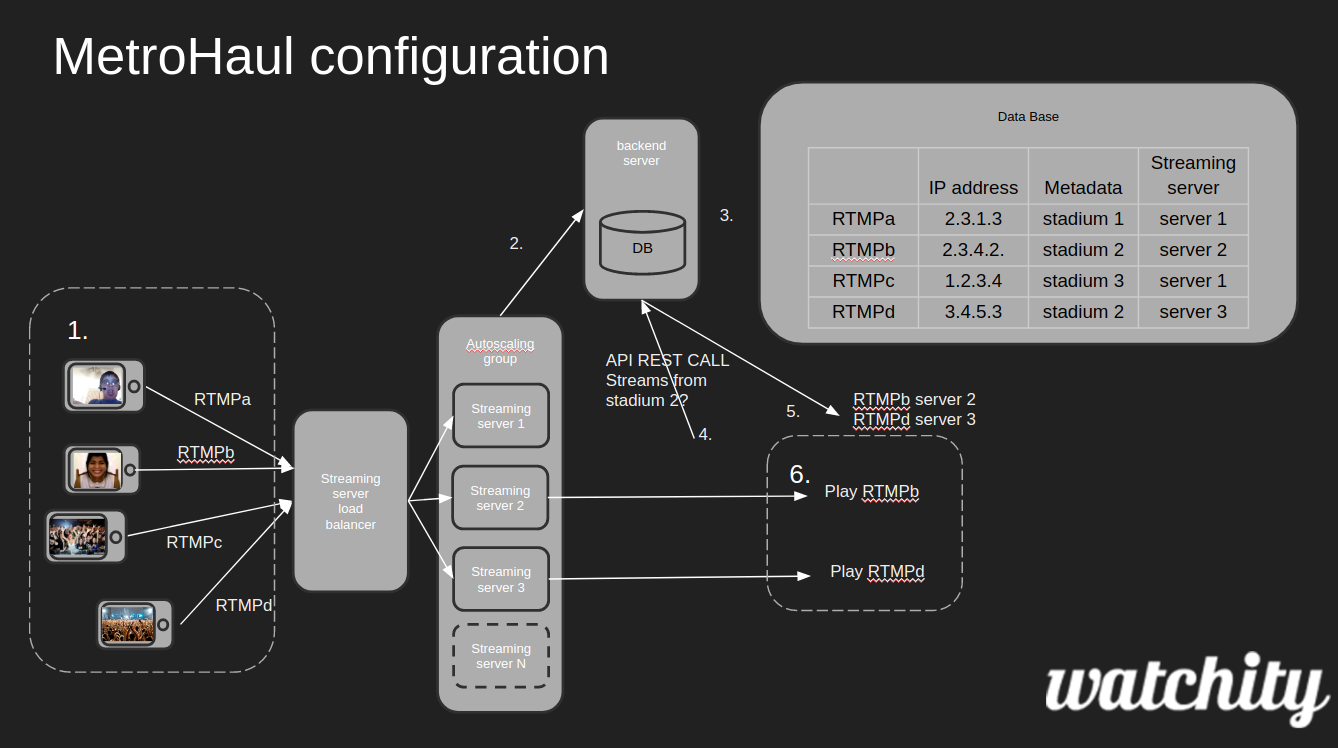 MetroHaul configuration
Data Base
Streaming
server
IP address
Metadata
RTMPa 2.3.1.3 stadium 1 server 1
RTMPb 2.3.4.2. stadium 2 server 2
RTMPc 1.2.3.4 stadium 3 server 1
RTMPd 3.4.5.3 stadium 2 server 3
backend
server
DB
3.
2.
1.
RTMPa
RTMPb
RTMPc
RTMPd
Streaming
server
load
balancer
Autoscaling
group
Streaming
server 1
Streaming
server 2
Streaming
server 3
Streaming
server N
API REST CALL
Streams from
stadium 2?
4.
5.
RTMPb server 2
RTMPd server 3
6.
Play RTMPb
Play RTMPd
watchity